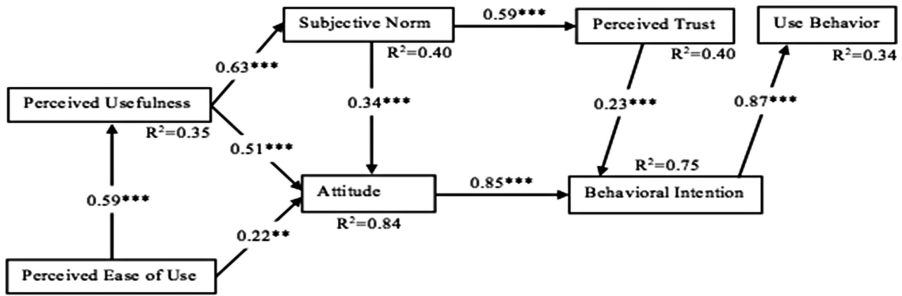 Subjective Norm
0.59***
Perceived Trust
Use Behavior
R²=0.40
R²=0.40
R²=0.34
0.63***
Perceived Usefulness
0.34***
0.23***
0.87***
R²=0.35
0.51***
R²=0.75
Attitude
0.85***
Behavioral Intention
0.59***
R²=0.84
0.22**
Perceived Ease of Use